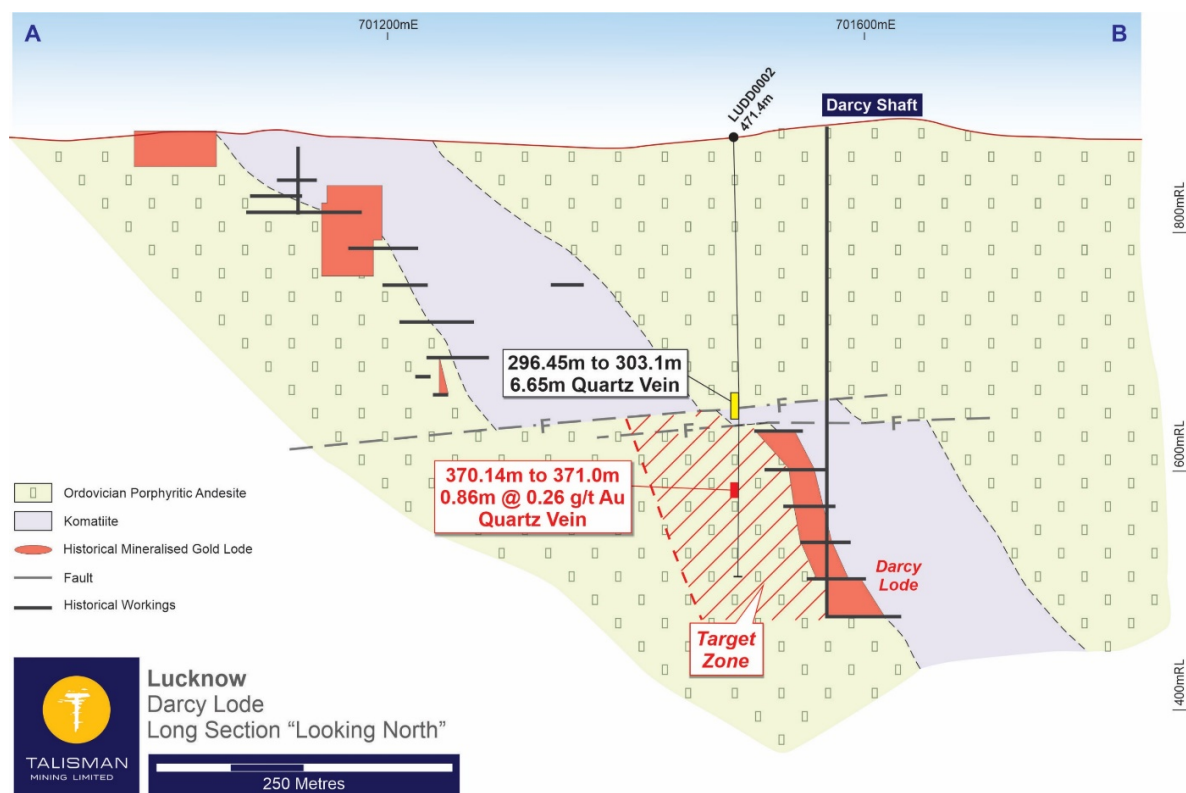 A
701200mE
701600mE
B
LUDD0002
471.4m
Darcy Shaft
800mRL
296.45m to 303.1m
6.65m Quartz Vein
F
F
F
F
600mRL
370.14m to 371.0m
0.86m @ 0.26 g/t Au
Quartz Vein
Ordovician Porphyritic Andesite
Komatiite
Historical Mineralised Gold Lode
Fault
Historical Workings
Darcy
Lode
Target
Zone
400mRL
Lucknow
Darcy Lode
Long Section “Looking North”
TALISMAN
MINING LIMITED
250 Metres